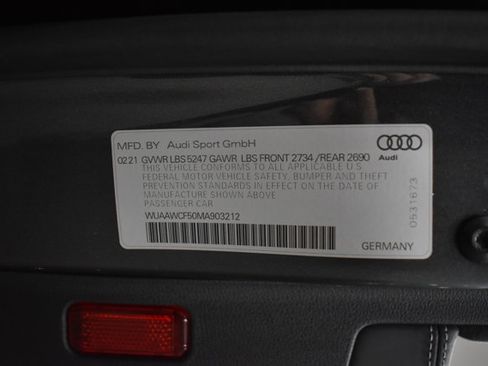 MFD. BY Audi Sport GmbH
0221 GVWR LBS 5247 GAWR LBS FRONT 2734 /REAR 2690
Audi
THIS VEHICLE CONFORMS TO ALL APPLICABLE U.S
FEDERAL MOTOR VEHICLE SAFETY, BUMPER AND THEFT
PREVENTION STANDARDS IN EFFECT ON THE DATE
OF MANUFACTURE SHOWN ABOVE
PASSENGER CAR
0531673
WUAAWCF50MA903212
GERMANY